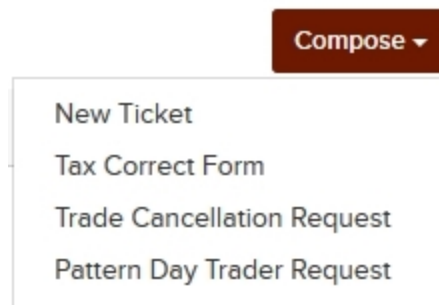 Compose
New Ticket
Tax Correct Form
Trade Cancellation Request
Pattern Day Trader Request